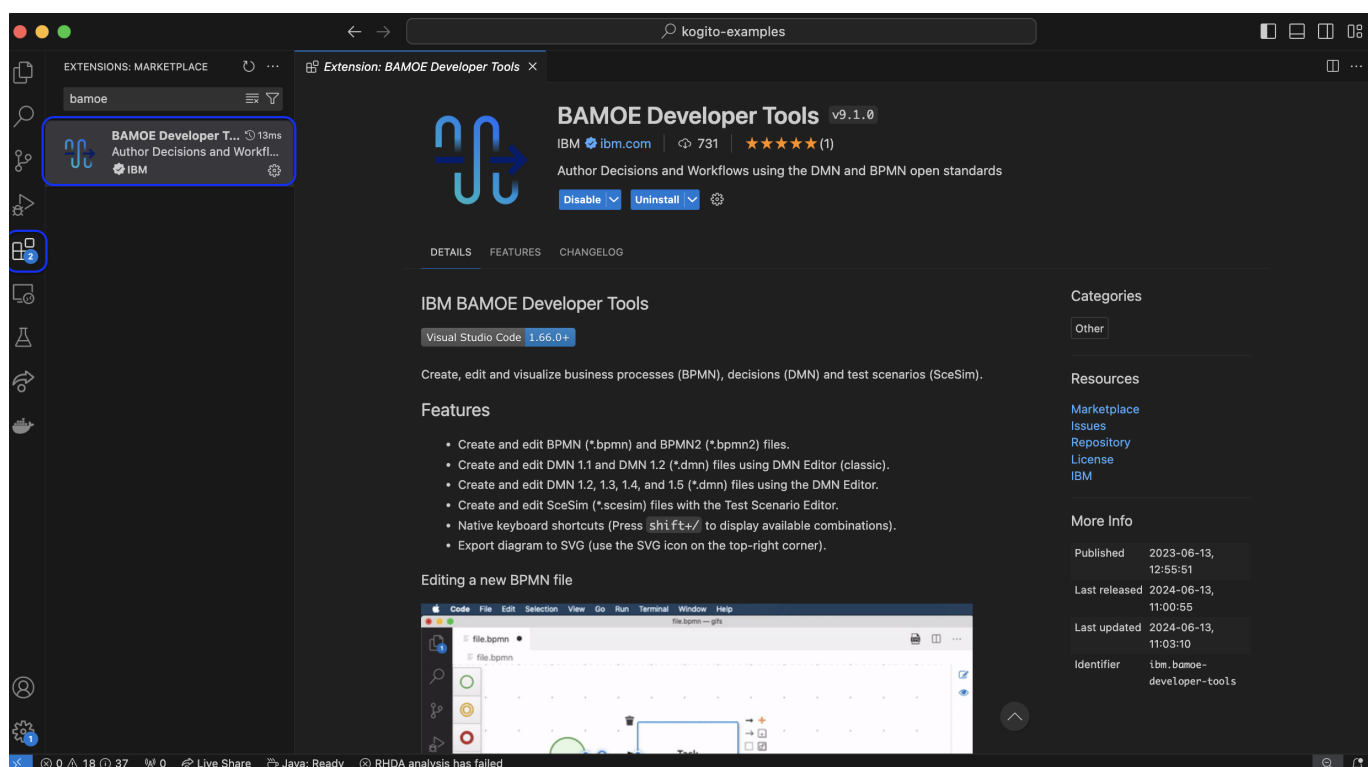 kogito-examples
EXTENSIONS: MARKETPLACE
bamoe
BAMOE Developer T... 13ms
Author Decisions and Workfl...
IBM
2
1
Extension: BAMOE Developer Tools
BAMOE Developer Tools v9.1.0
IBM ibm.com 731 (1)
Author Decisions and Workflows using the DMN and BPMN open standards
Disable Uninstall
DETAILS FEATURES CHANGELOG
IBM BAMOE Developer Tools
Visual Studio Code 1.66.0+
Create, edit and visualize business processes (BPMN), decisions (DMN) and test scenarios (SceSim).
Features
• Create and edit BPMN (*.bpmn) and BPMN2 (*.bpmn2) files.
• Create and edit DMN 1.1 and DMN 1.2 (*.dmn) files using DMN Editor (classic).
• Create and edit DMN 1.2, 1.3, 1.4, and 1.5 (*.dmn) files using the DMN Editor.
• Create and edit SceSim (*.scesim) files with the Test Scenario Editor.
• Native keyboard shortcuts (Press shift+/ to display available combinations).
• Export diagram to SVG (use the SVG icon on the top-right corner).
Editing a new BPMN file
Code File Edit Selection View Go Run Terminal Window Help
file.bpmn — gifs
file.bpmn
file.bpmn
1
Task
Categories
Other
Resources
Marketplace
Issues
Repository
License
IBM
More Info
Published 2023-06-13,
12:55:51
Last released 2024-06-13,
11:00:55
Last updated 2024-06-13,
11:03:10
Identifier ibm.bamoe-
developer-tools
0 18 37 0 Live Share Java: Ready RHDA analysis has failed